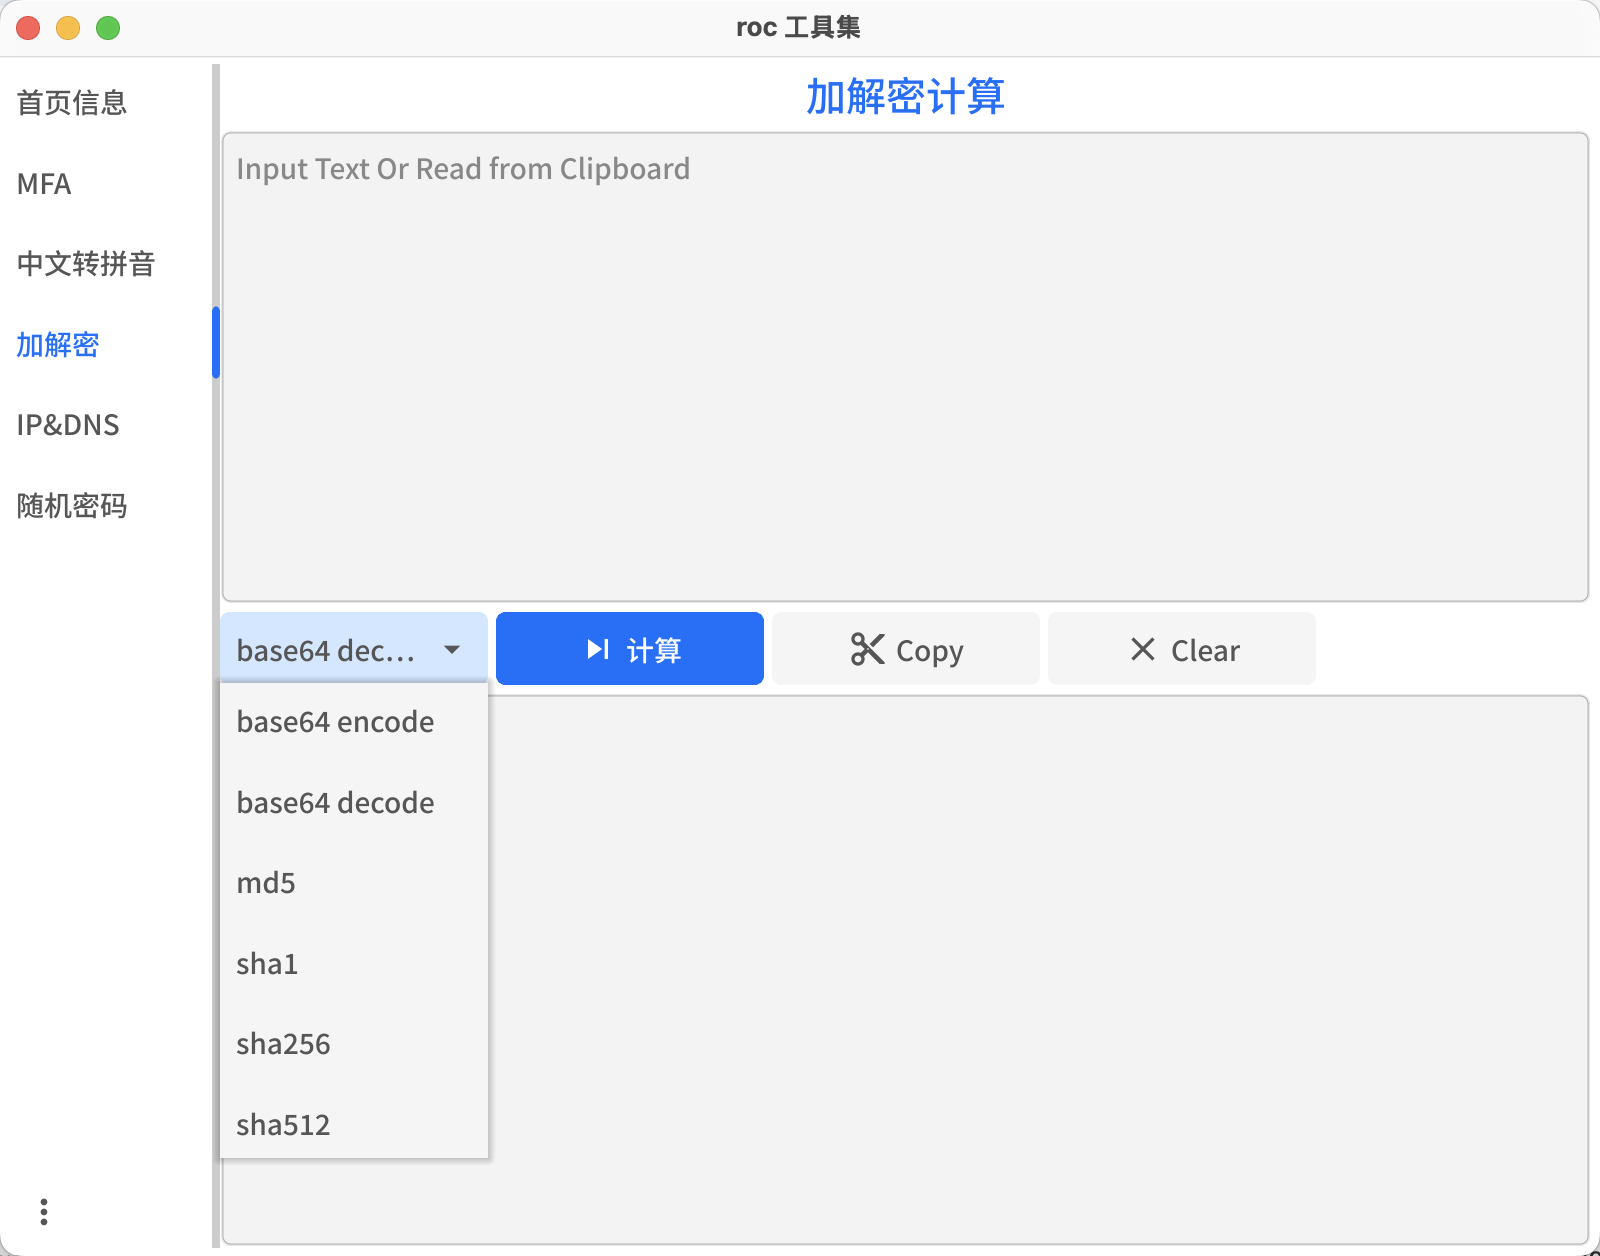 roc 工具集
首页信息
MFA
中文转拼音
加解密
IP&DNS
随机密码
加解密计算
Input Text Or Read from Clipboard
base64 dec...
计算
Copy
Clear
base64 encode
base64 decode
md5
sha1
sha256
sha512